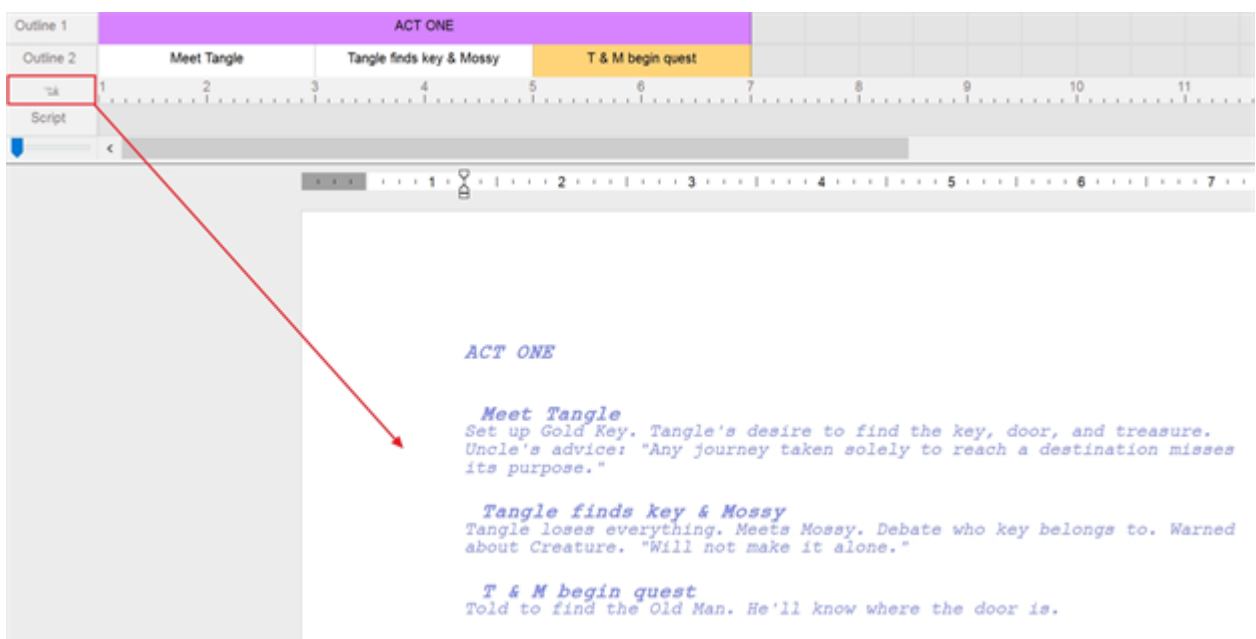 Outline 1 ACT ONE
Outline 2 Meet Tangle Tangle finds key & Mossy T & M begin quest
1 2 3 4 5 6 7 8 9 10 11
Script
1 2 3 4 5 6 7
ACT ONE
Meet Tangle
Set up Gold Key. Tangle's desire to find the key, door, and treasure.
Uncle's advice: "Any journey taken solely to reach a destination misses
its purpose."
Tangle finds key & Mossy
Tangle loses everything. Meets Mossy. Debate who key belongs to. Warned
about Creature. "Will not make it alone."
T & M begin quest
Told to find the Old Man. He'll know where the door is.